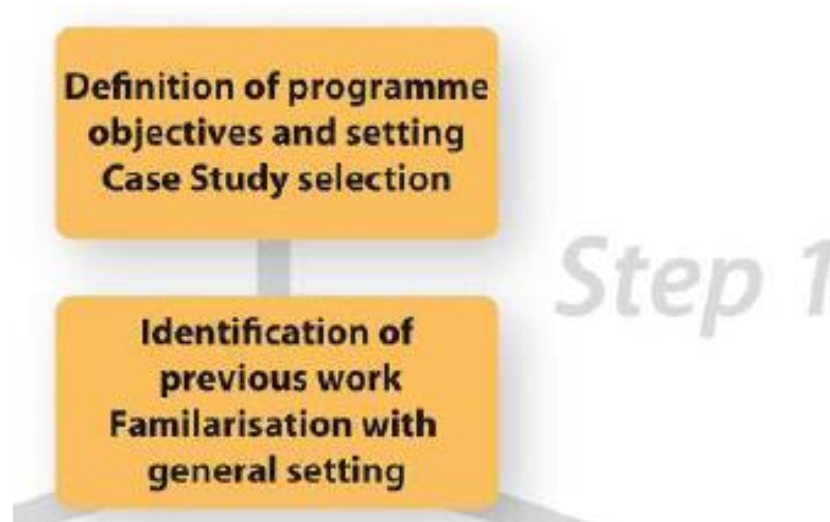 Definition of programme
objectives and setting
Case Study selection
Step 1
Identification of
previous work
Familarisation with
general setting